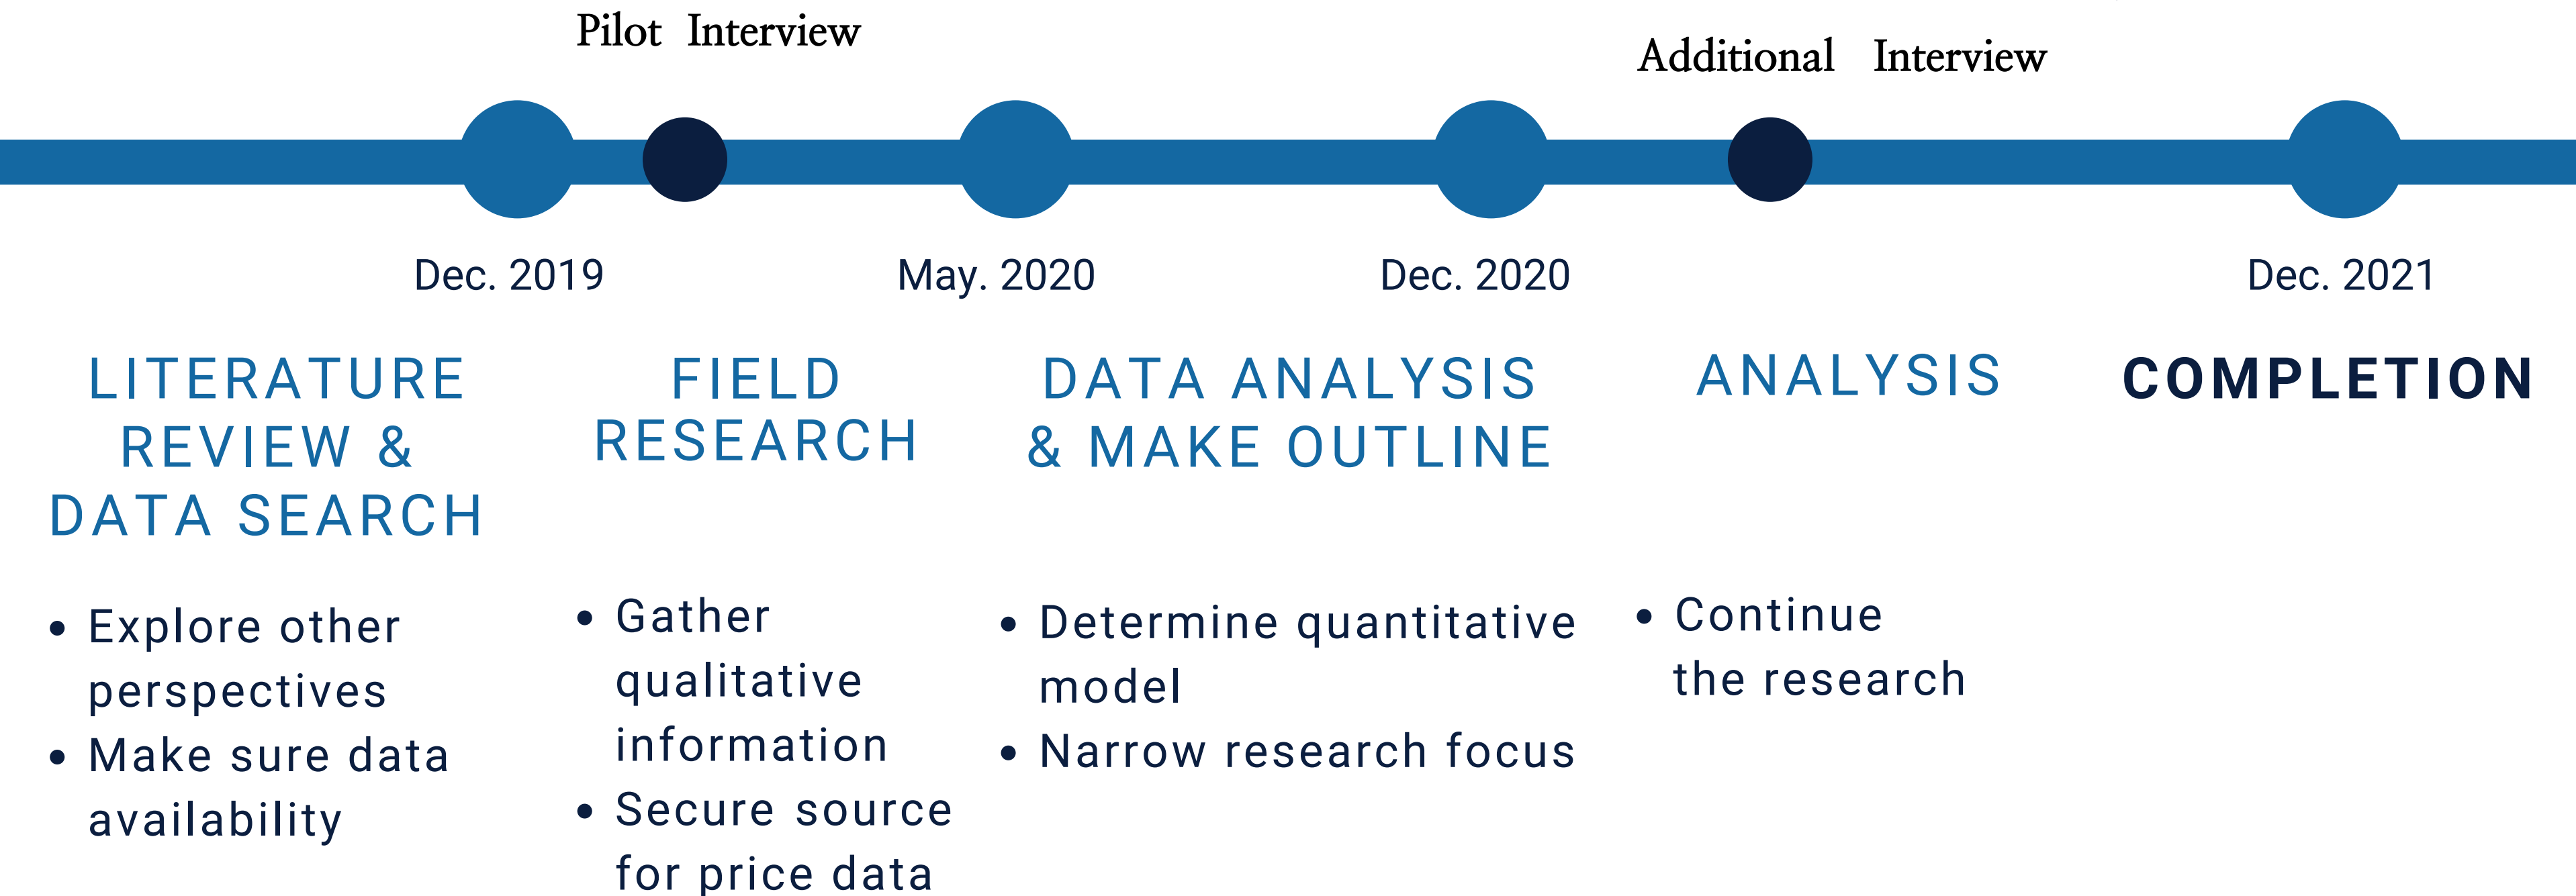 Pilot Interview
Additional Interview
Dec. 2019
May. 2020
Dec. 2020
Dec. 2021
LITERATURE
REVIEW &
DATA SEARCH
• Explore other
perspectives
• Make sure data
availability
FIELD
RESEARCH
• Gather
qualitative
information
• Secure source
for price data
DATA ANALYSIS
& MAKE OUTLINE
• Determine quantitative
model
• Narrow research focus
ANALYSIS
• Continue
the research
COMPLETION